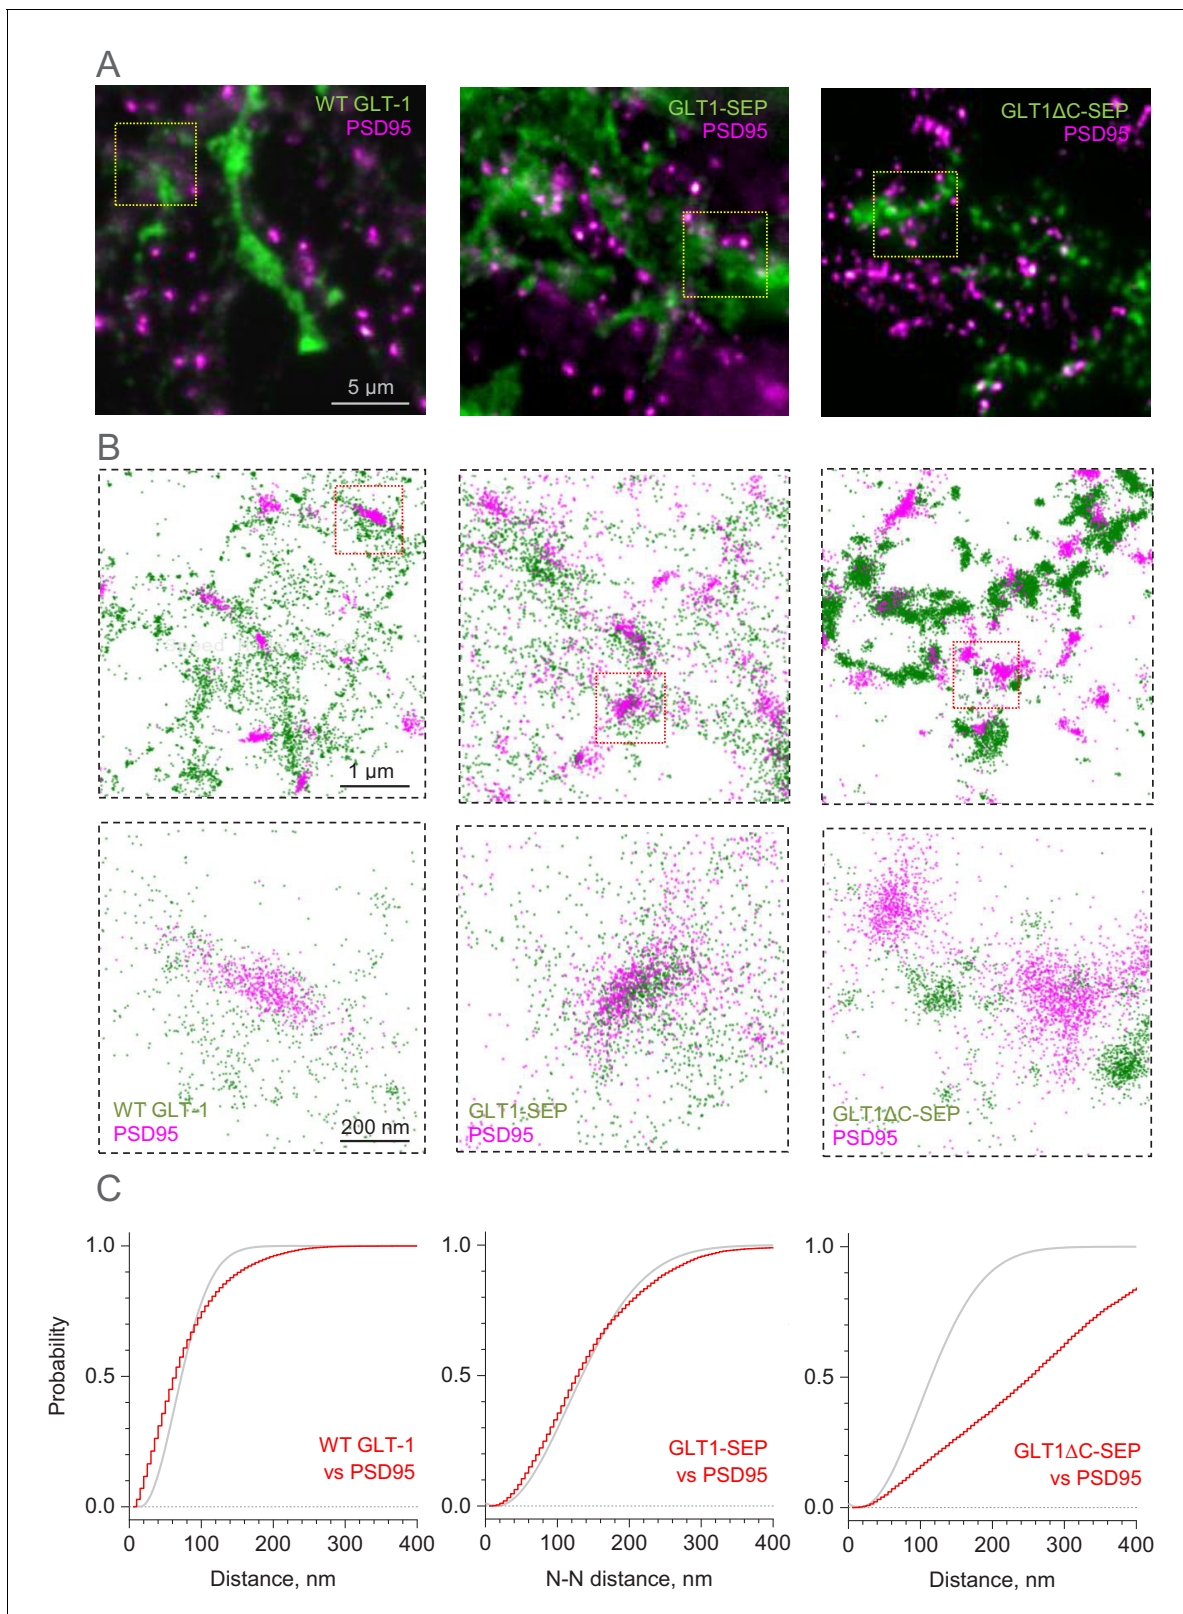 A
WT GLT-1
PSD95
5 µm
GLT1-SEP
PSD95
GLT1ΔC-SEP
PSD95
B
1 µm
WT GLT-1
PSD95
200 nm
GLT1-SEP
PSD95
GLT1ΔC-SEP
PSD95
C
Probability
1.0
0.5
0.0
WT GLT-1
vs PSD95
0 100 200 300 400
Distance, nm
1.0
0.5
0.0
GLT1-SEP
vs PSD95
0 100 200 300 400
N-N distance, nm
1.0
0.5
0.0
GLT1ΔC-SEP
vs PSD95
0 100 200 300 400
Distance, nm